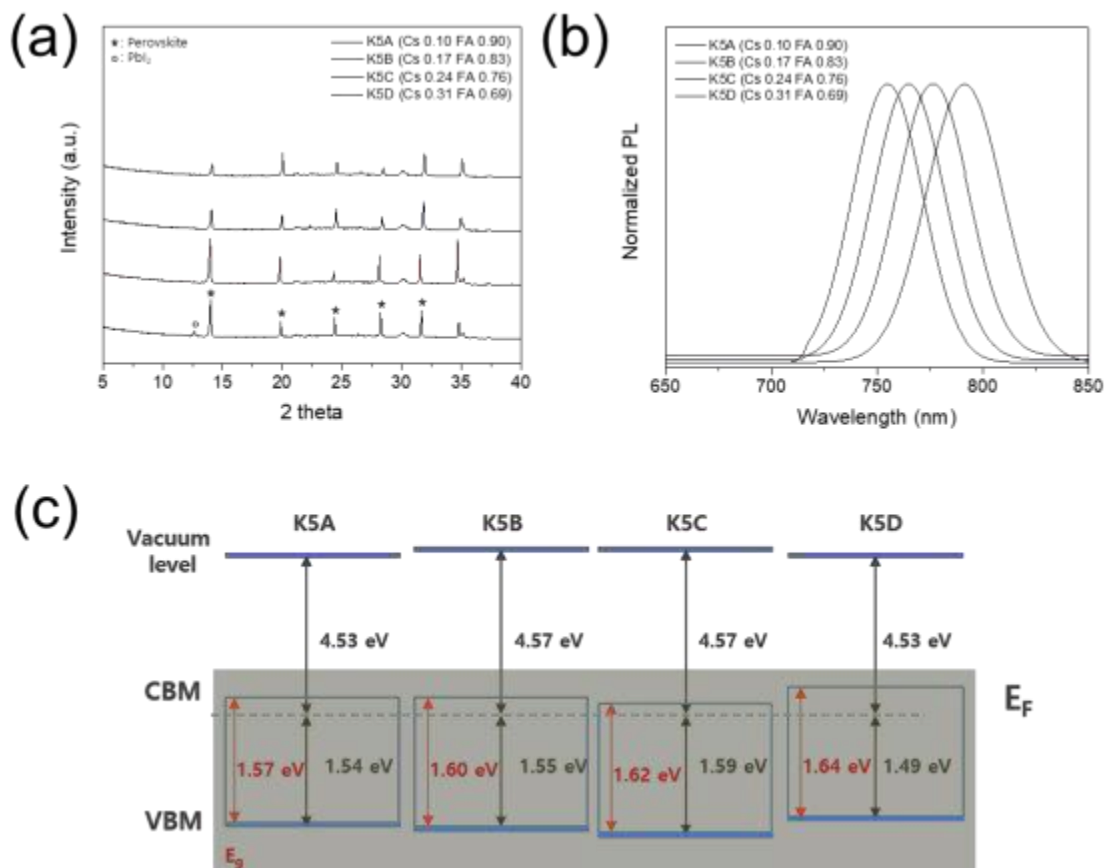 (a)
★: Perovskite
o: PbI₂
K5A (Cs 0.10 FA 0.90)
K5B (Cs 0.17 FA 0.83)
K5C (Cs 0.24 FA 0.76)
K5D (Cs 0.31 FA 0.69)
Intensity (a.u.)
5 10 15 20 25 30 35 40
2 theta
(b)
K5A (Cs 0.10 FA 0.90)
K5B (Cs 0.17 FA 0.83)
K5C (Cs 0.24 FA 0.76)
K5D (Cs 0.31 FA 0.69)
Normalized PL
650 700 750 800 850
Wavelength (nm)
(c)
K5A K5B K5C K5D
Vacuum
level
4.53 eV 4.57 eV 4.57 eV 4.53 eV
CBM
E_F
1.57 eV 1.54 eV 1.60 eV 1.55 eV 1.62 eV 1.59 eV 1.64 eV 1.49 eV
VBM
E_g